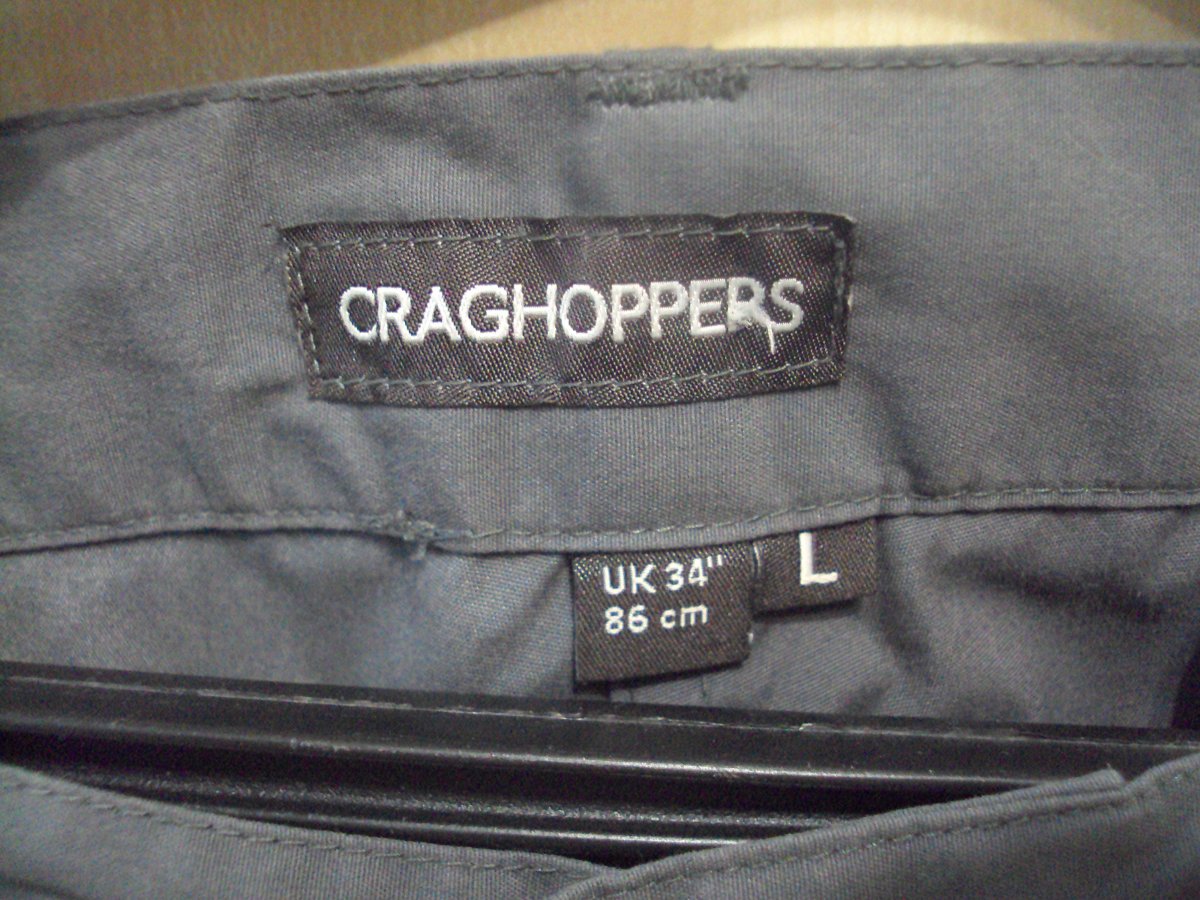 CRAGHOPPERS
UK 34"
86 cm
L